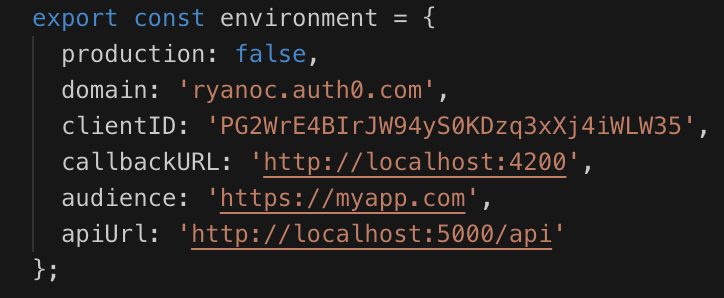 export const environment = {
production: false,
domain: 'ryanoc.auth0.com',
clientID: 'PG2WrE4BIrJW94yS0KDzq3xXj4iWLW35',
callbackURL: 'http://localhost:4200',
audience: 'https://myapp.com',
apiUrl: 'http://localhost:5000/api'
};